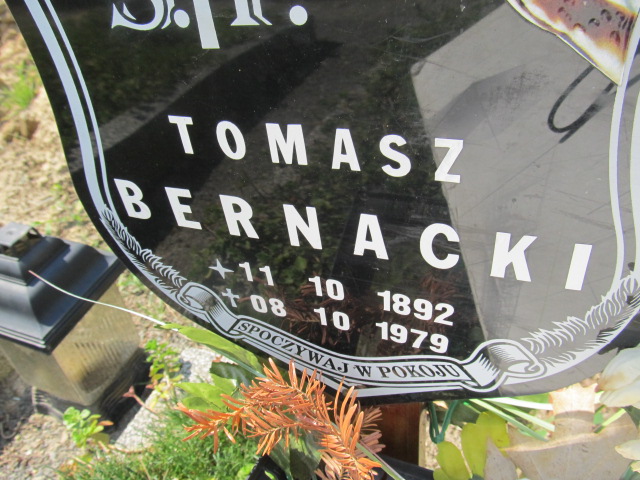 Ś.P.
TOMASZ
BERNACKI
11 10 1892
08 10 1979
SPOCZYWAJ W POKOJU